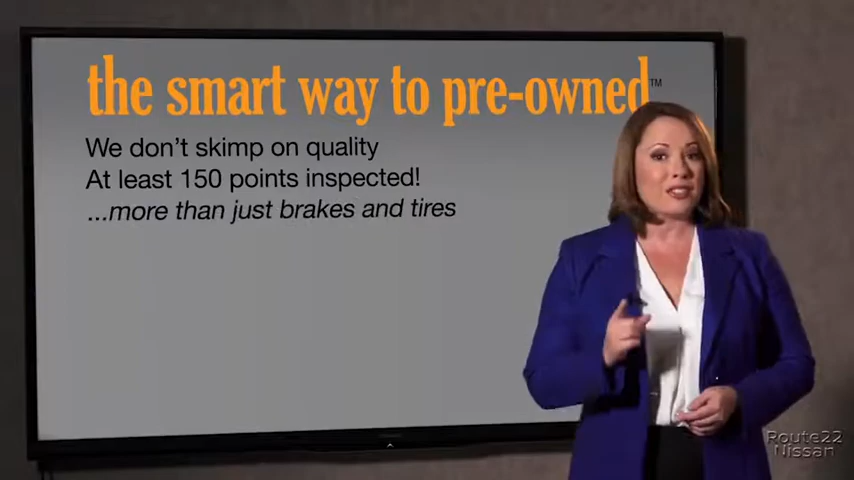 the smart way to pre-owned™
We don't skimp on quality
At least 150 points inspected!
...more than just brakes and tires
Route22
Nissan